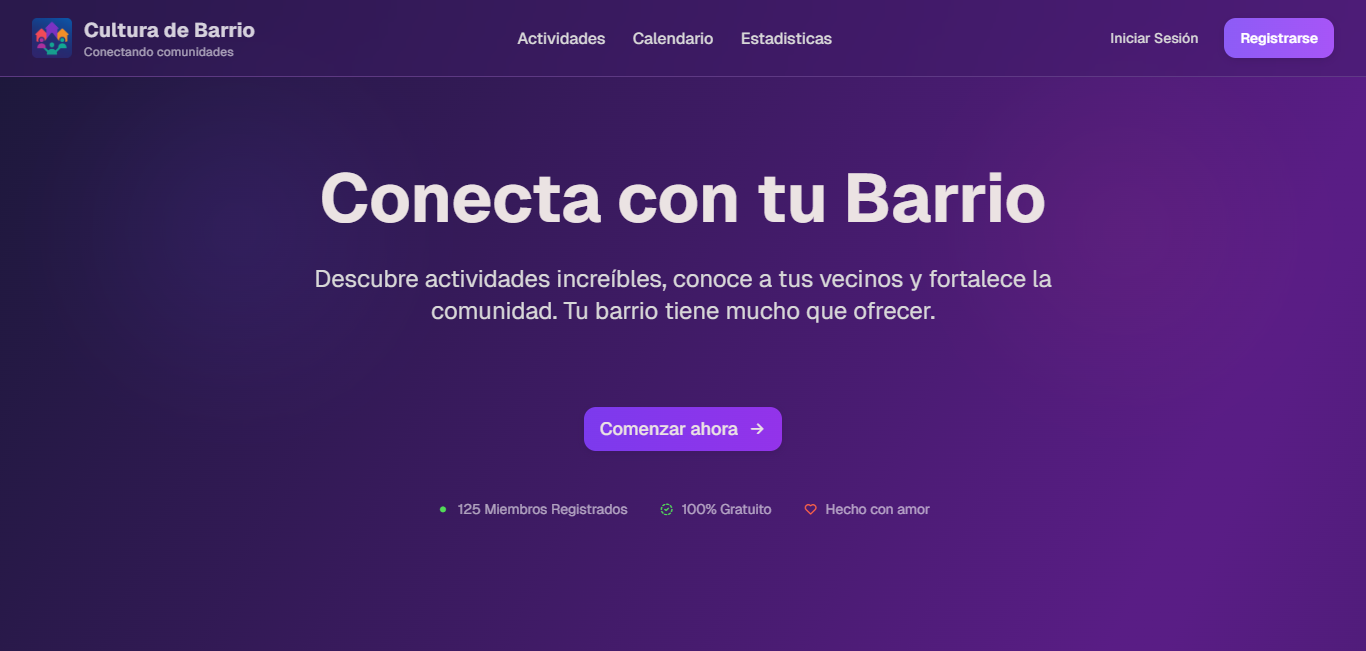 Cultura de Barrio
Conectando comunidades
Actividades
Calendario
Estadisticas
Iniciar Sesión
Registrarse
Conecta con tu Barrio
Descubre actividades increíbles, conoce a tus vecinos y fortalece la
comunidad. Tu barrio tiene mucho que ofrecer.
Comenzar ahora →
125 Miembros Registrados
100% Gratuito
Hecho con amor